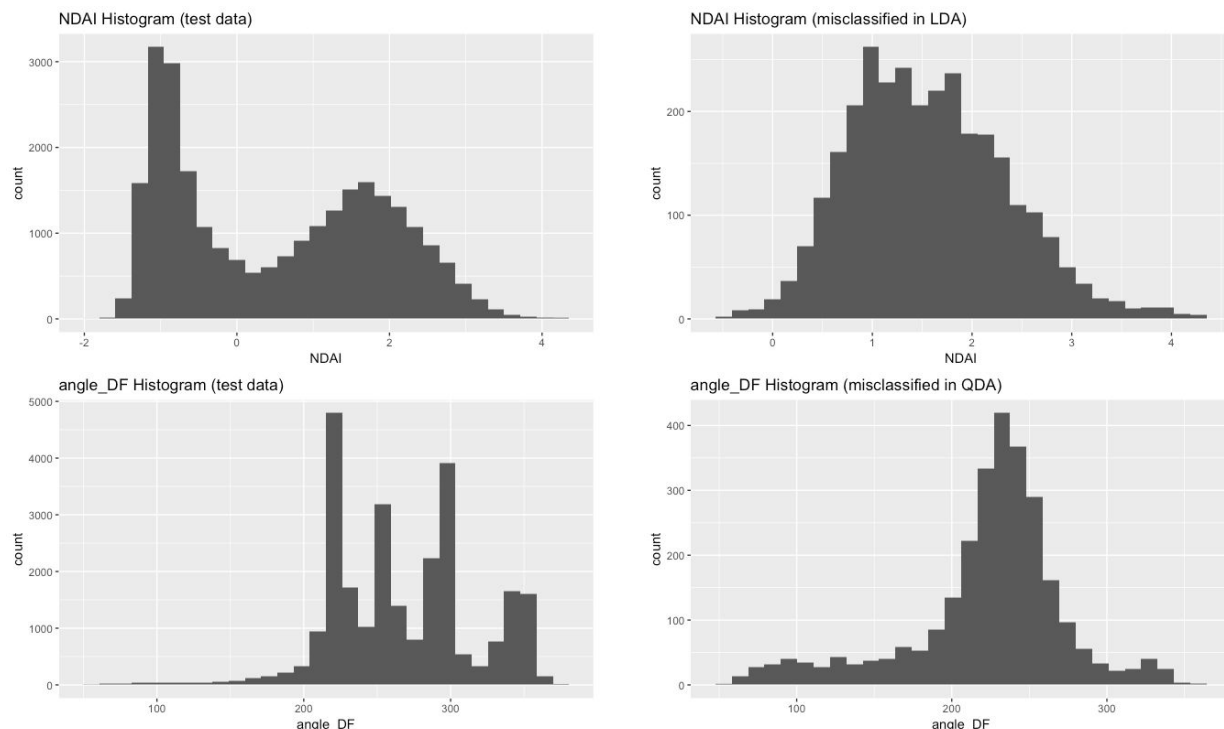 NDAI Histogram (test data)
3000
2000
1000
0
count
-2
0
2
4
NDAI
NDAI Histogram (misclassified in LDA)
200
100
0
count
0
1
2
3
4
NDAI
angle_DF Histogram (test data)
5000
4000
3000
2000
1000
0
count
100
200
300
angle_DF
angle_DF Histogram (misclassified in QDA)
400
300
200
100
0
count
100
200
300
angle_DF